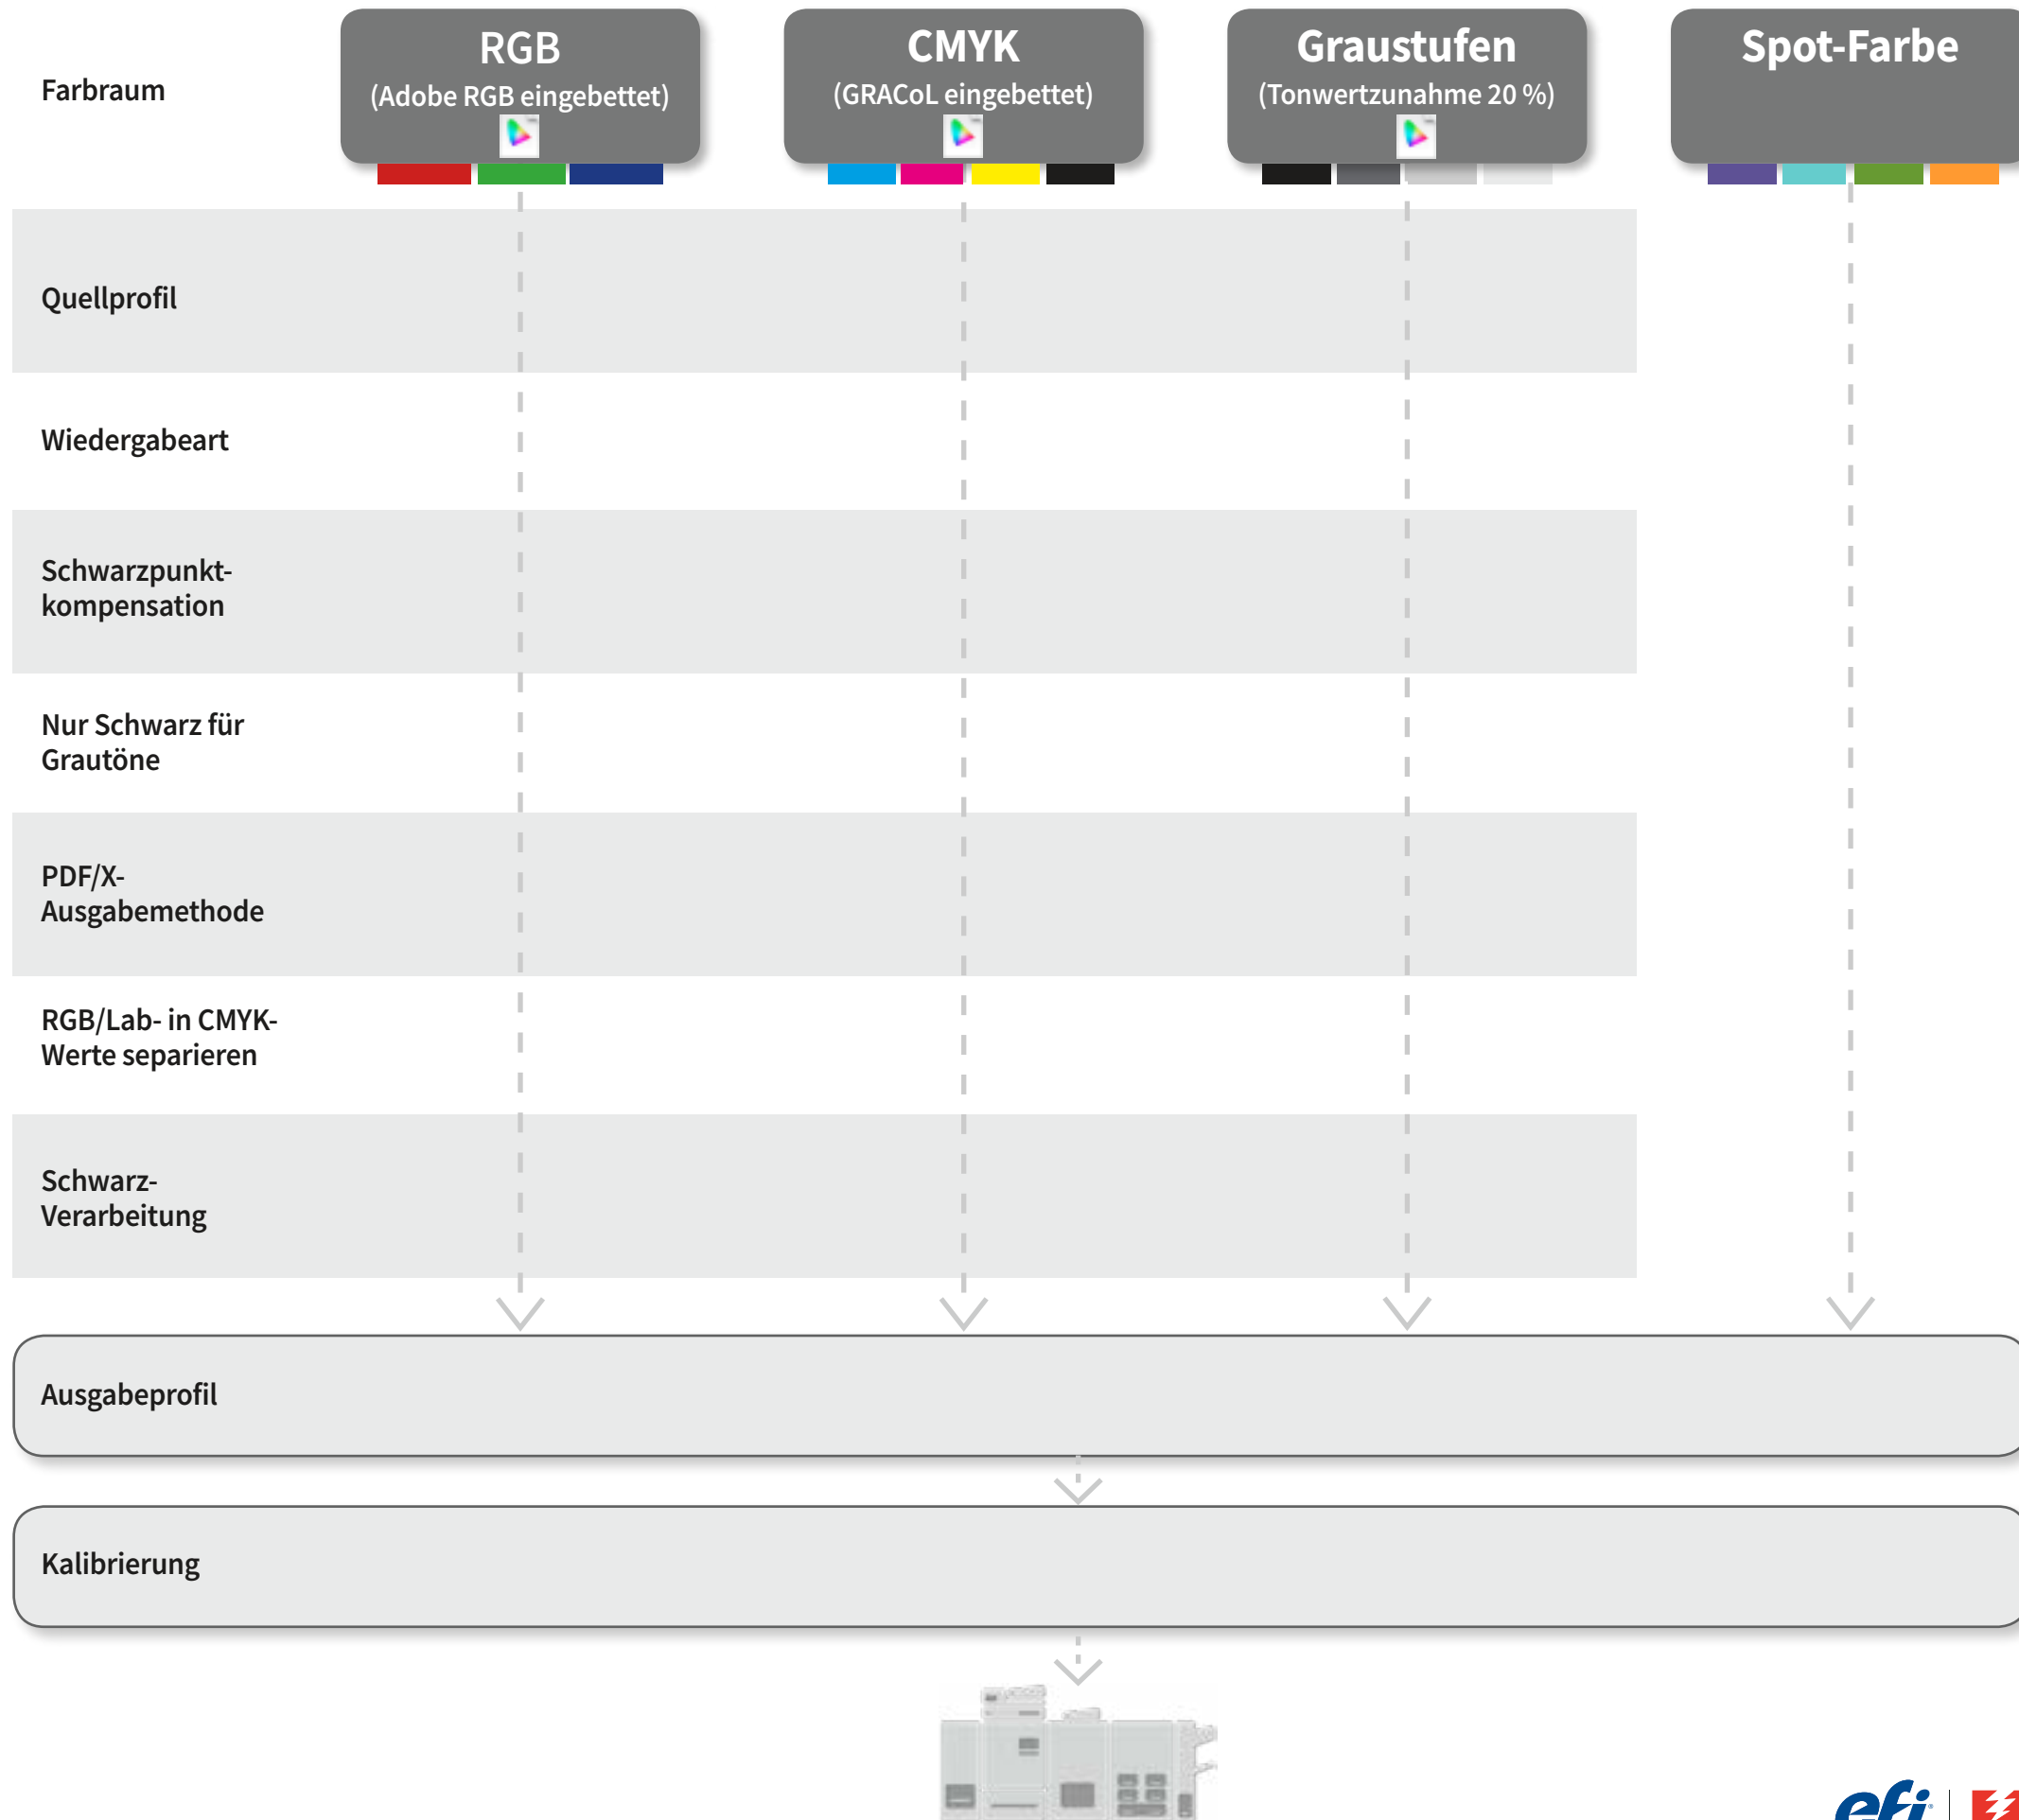 RGB
(Adobe RGB eingebettet)
CMYK
(GRACoL eingebettet)
Graustufen
(Tonwertzunahme 20 %)
Spot-Farbe
Farbraum
Quellprofil
Wiedergabeart
Schwarzpunkt-
kompensation
Nur Schwarz für
Grautöne
PDF/X-
Ausgabemethode
RGB/Lab- in CMYK-
Werte separieren
Schwarz-
Verarbeitung
Ausgabeprofil
Kalibrierung
efi